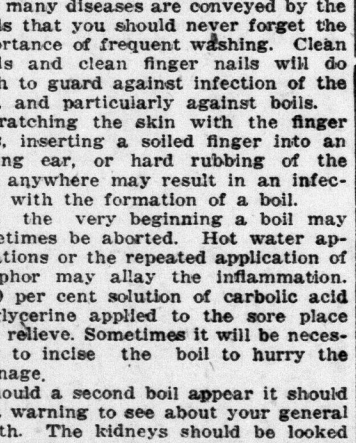 many diseases are conveyed by the
s that you should never forget the
rtance of frequent washing. Clean
ls and clean finger nails will do
h to guard against infection of the
, and particularly against boils.
ratching the skin with the finger
, inserting a soiled finger into an
ng ear, or hard rubbing of the
anywhere may result in an infec-
with the formation of a boil.
the very beginning a boil may
etimes be aborted. Hot water ap-
ations or the repeated application of
phor may allay the inflammation.
per cent solution of carbolic acid
glycerine applied to the sore place
relieve. Sometimes it will be neces-
to incise the boil to hurry the
nage.
ould a second boil appear it should
warning to see about your general
th. The kidneys should be looked